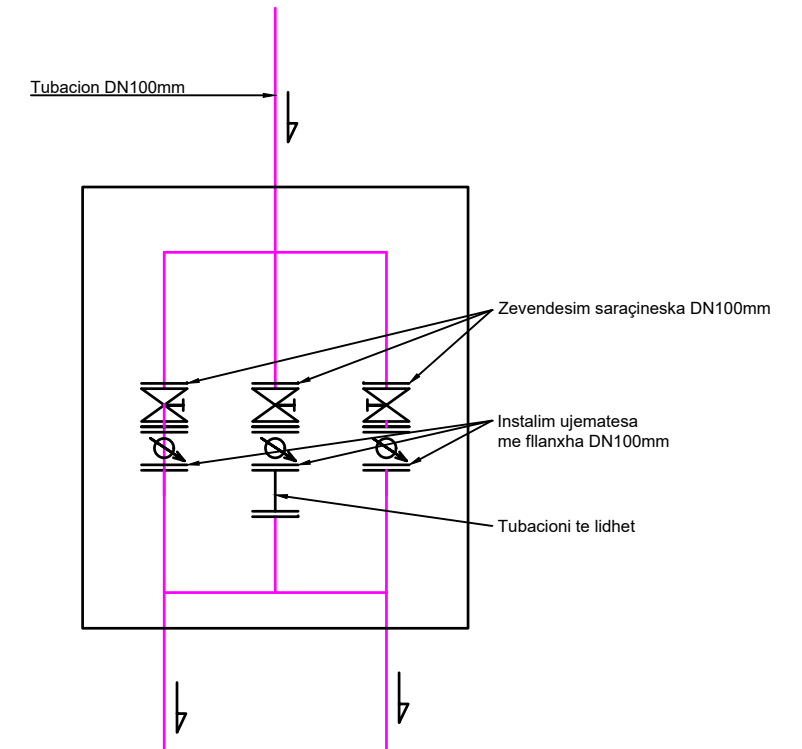 Tubacion DN100mm
Zevendesim saraçineska DN100mm
Instalim ujematesa
me fllanxha DN100mm
Tubacioni te lidhet